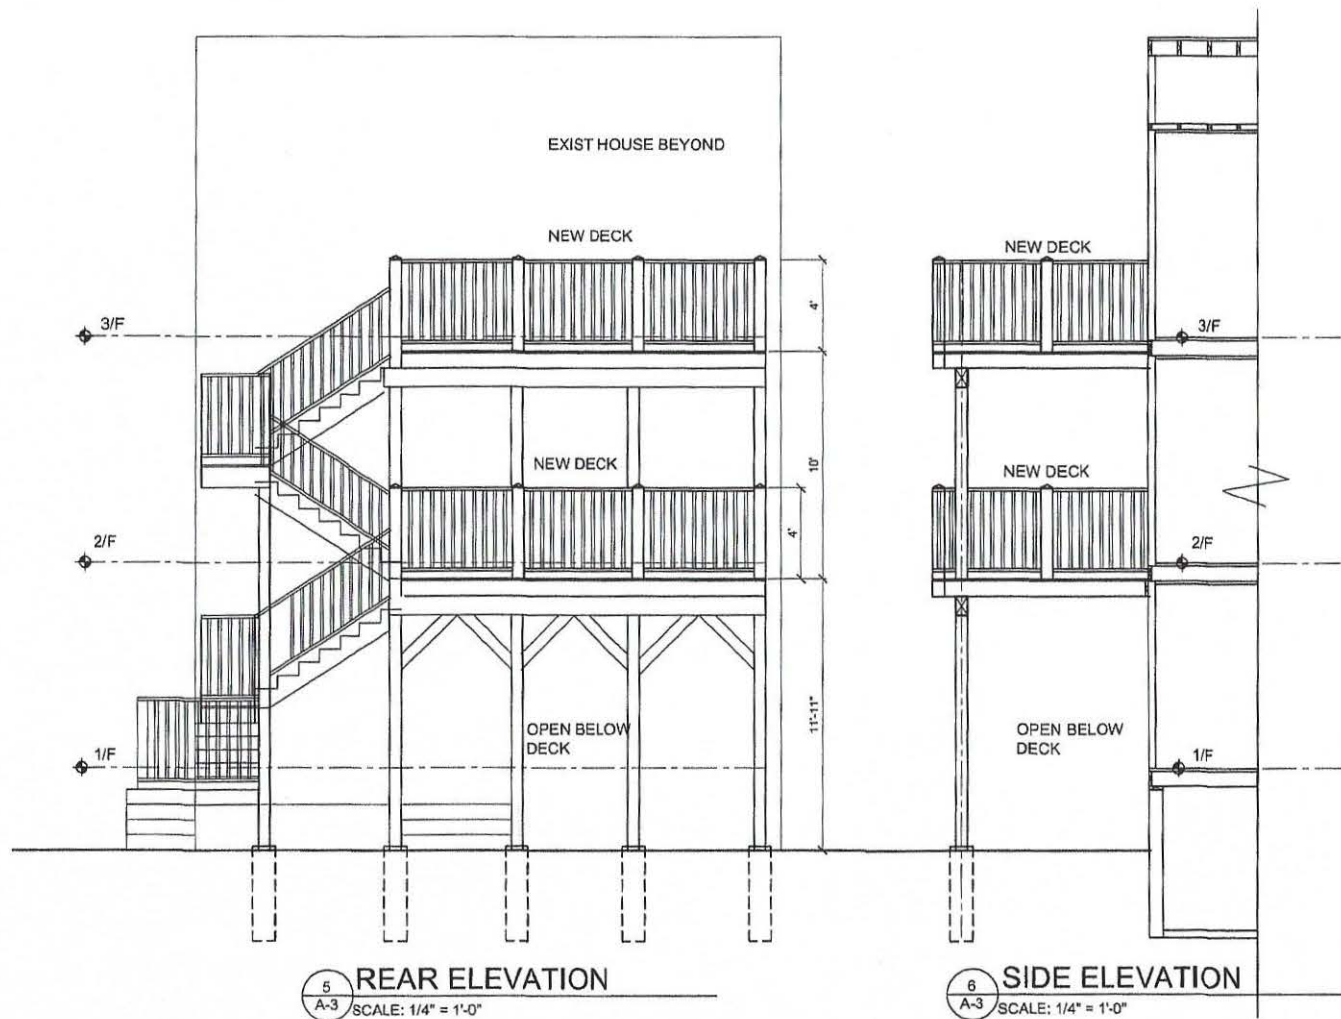 EXIST HOUSE BEYOND
NEW DECK
3/F
4'
NEW DECK
10'
4'
2/F
OPEN BELOW
DECK
11'-11"
1/F
5
A-3
REAR ELEVATION
SCALE: 1/4" = 1'-0"
NEW DECK
3/F
NEW DECK
2/F
OPEN BELOW
DECK
1/F
6
A-3
SIDE ELEVATION
SCALE: 1/4" = 1'-0"